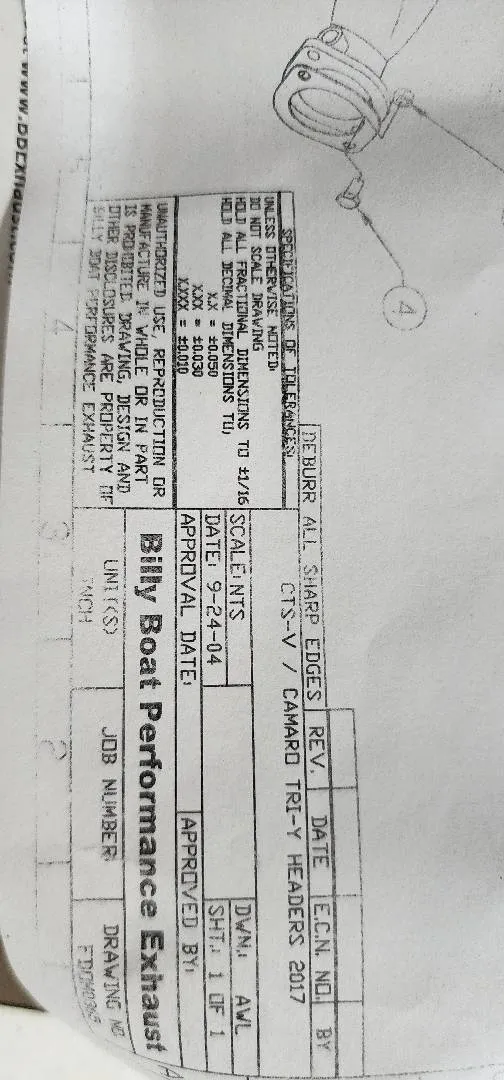 4
DEBURR ALL SHARP EDGES
REV. DATE E.C.N. NO. BY
SPECIFICATIONS OF TOLERANCES:
UNLESS OTHERWISE NOTED:
DO NOT SCALE DRAWING
HOLD ALL FRACTIONAL DIMENSIONS TO ±1/16
HOLD ALL DECIMAL DIMENSIONS TO:
X.X = ±0.050
X.XX = ±0.030
X.XXX = ±0.010
CTS-V / CAMARO TRI-Y HEADERS 2017
SCALE: NTS
DWN.: AWL
DATE: 9-24-04
SHT.: 1 OF 1
APPROVAL DATE:
APPROVED BY:
UNAUTHORIZED USE, REPRODUCTION OR
MANUFACTURE IN WHOLE OR IN PART
IS PROHIBITED DRAWING, DESIGN AND
OTHER DISCLOSURES ARE PROPERTY OF
BILLY BOAT PERFORMANCE EXHAUST
Billy Boat Performance Exhaust
UNIT(S)
INCH
JOB NUMBER:
DRAWING NO
5
4
3
2